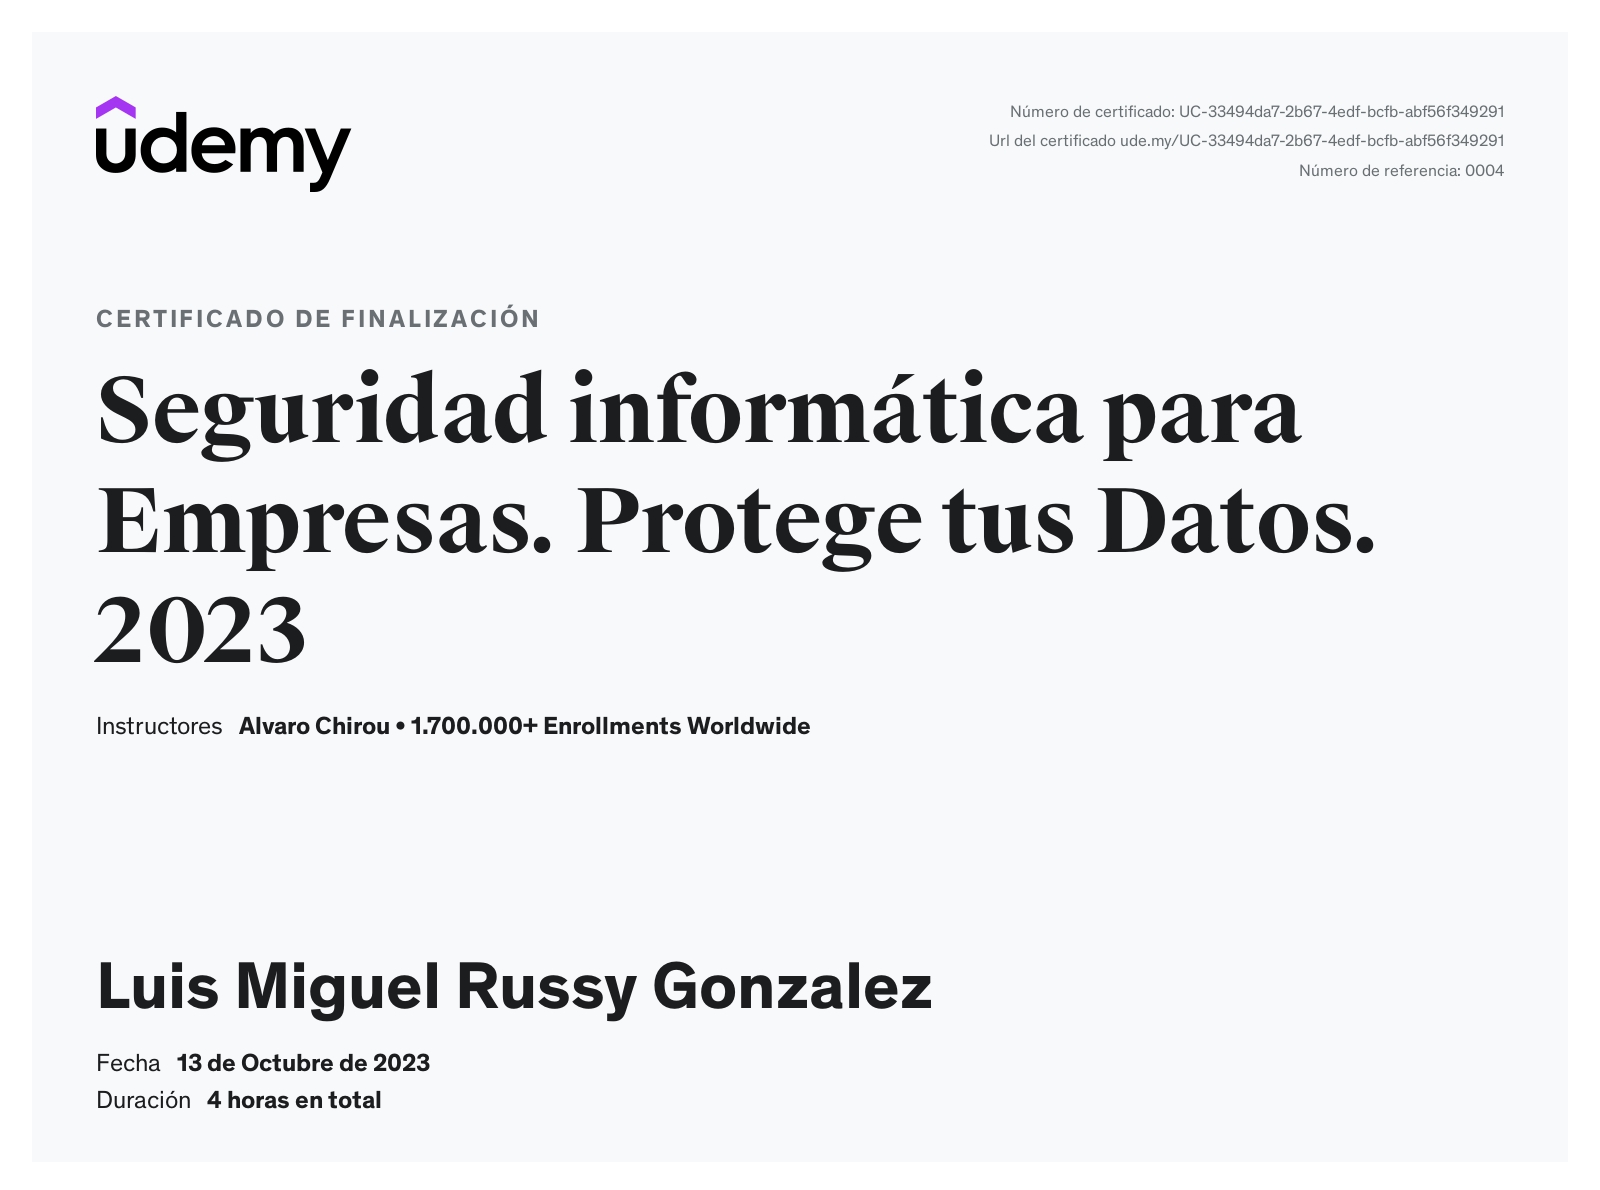 udemy
Número de certificado: UC-33494da7-2b67-4edf-bcfb-abf56f349291
Url del certificado ude.my/UC-33494da7-2b67-4edf-bcfb-abf56f349291
Número de referencia: 0004
CERTIFICADO DE FINALIZACIÓN
Seguridad informática para
Empresas. Protege tus Datos.
2023
Instructores Alvaro Chirou • 1.700.000+ Enrollments Worldwide
Luis Miguel Russy Gonzalez
Fecha 13 de Octubre de 2023
Duración 4 horas en total